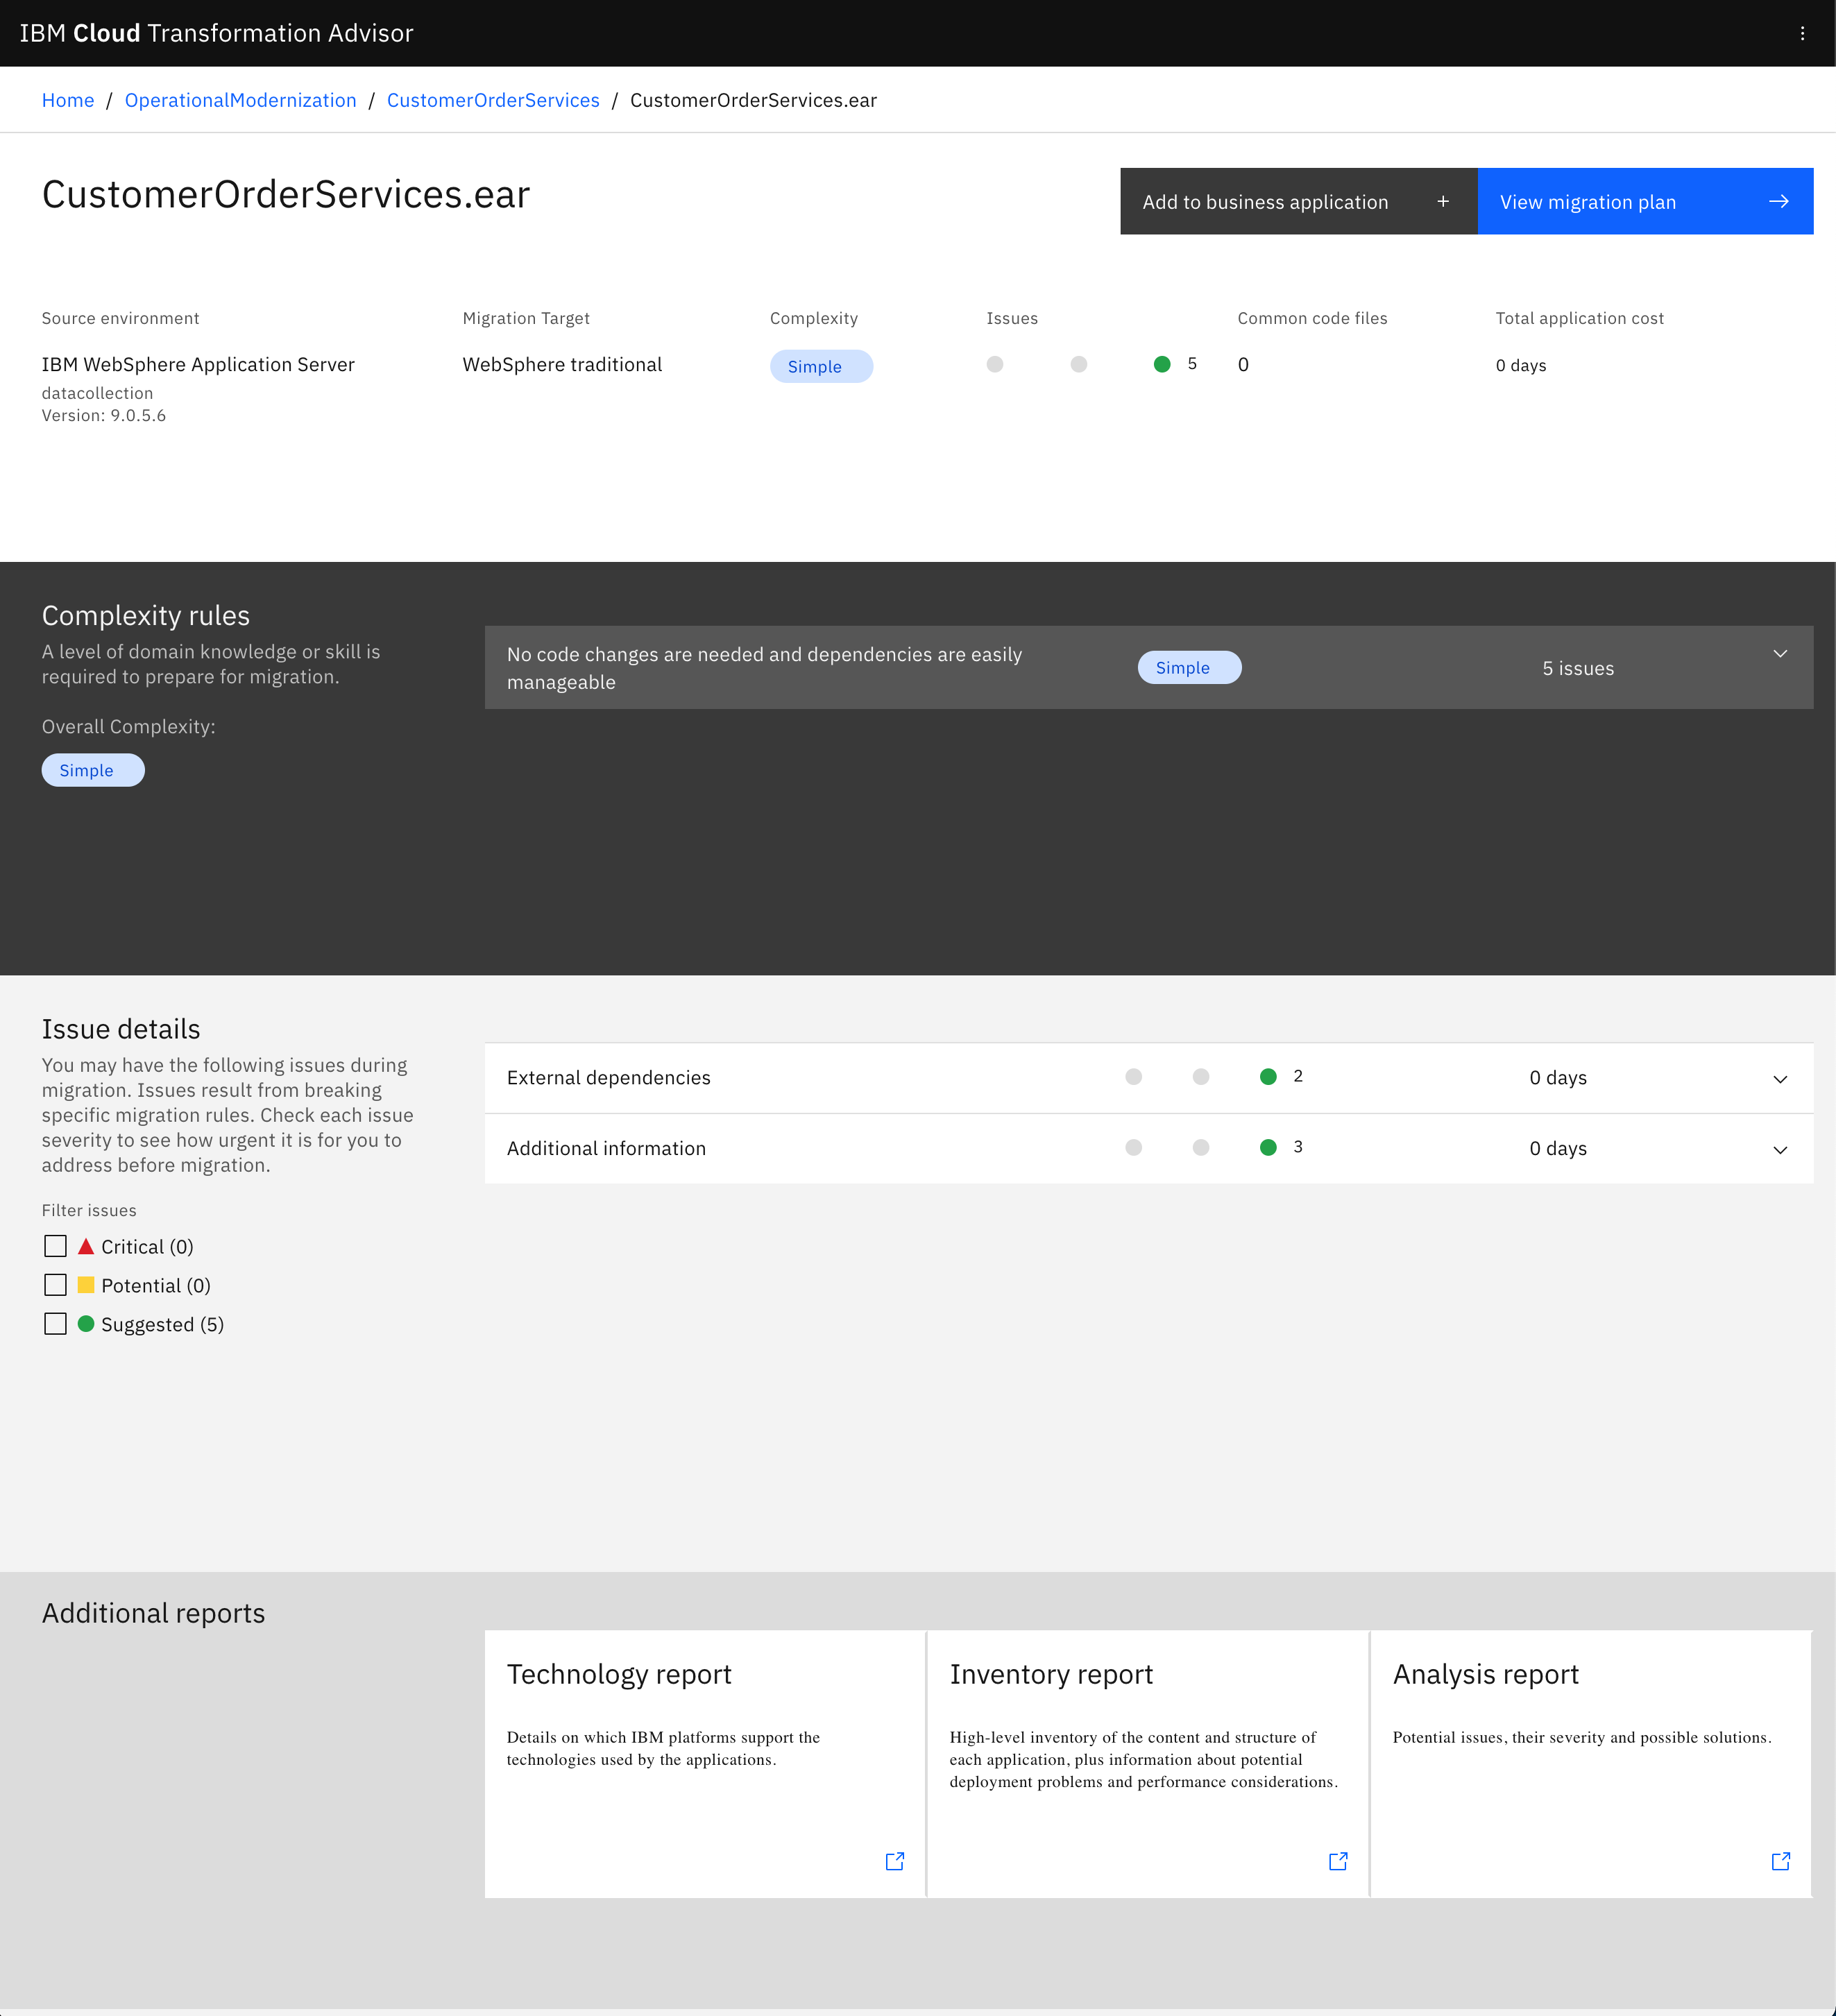 IBM Cloud Transformation Advisor
Home / OperationalModernization / CustomerOrderServices / CustomerOrderServices.ear
CustomerOrderServices.ear
Add to business application +
View migration plan
Source environment
Migration Target
Complexity
Issues
Common code files
Total application cost
IBM WebSphere Application Server
WebSphere traditional
Simple
5
0
0 days
datacollection
Version: 9.0.5.6
Complexity rules
A level of domain knowledge or skill is
required to prepare for migration.
Overall Complexity:
Simple
No code changes are needed and dependencies are easily
manageable
Simple
5 issues
Issue details
You may have the following issues during
migration. Issues result from breaking
specific migration rules. Check each issue
severity to see how urgent it is for you to
address before migration.
Filter issues
Critical (0)
Potential (0)
Suggested (5)
External dependencies
2
0 days
Additional information
3
0 days
Additional reports
Technology report
Details on which IBM platforms support the
technologies used by the applications.
Inventory report
High-level inventory of the content and structure of
each application, plus information about potential
deployment problems and performance considerations.
Analysis report
Potential issues, their severity and possible solutions.